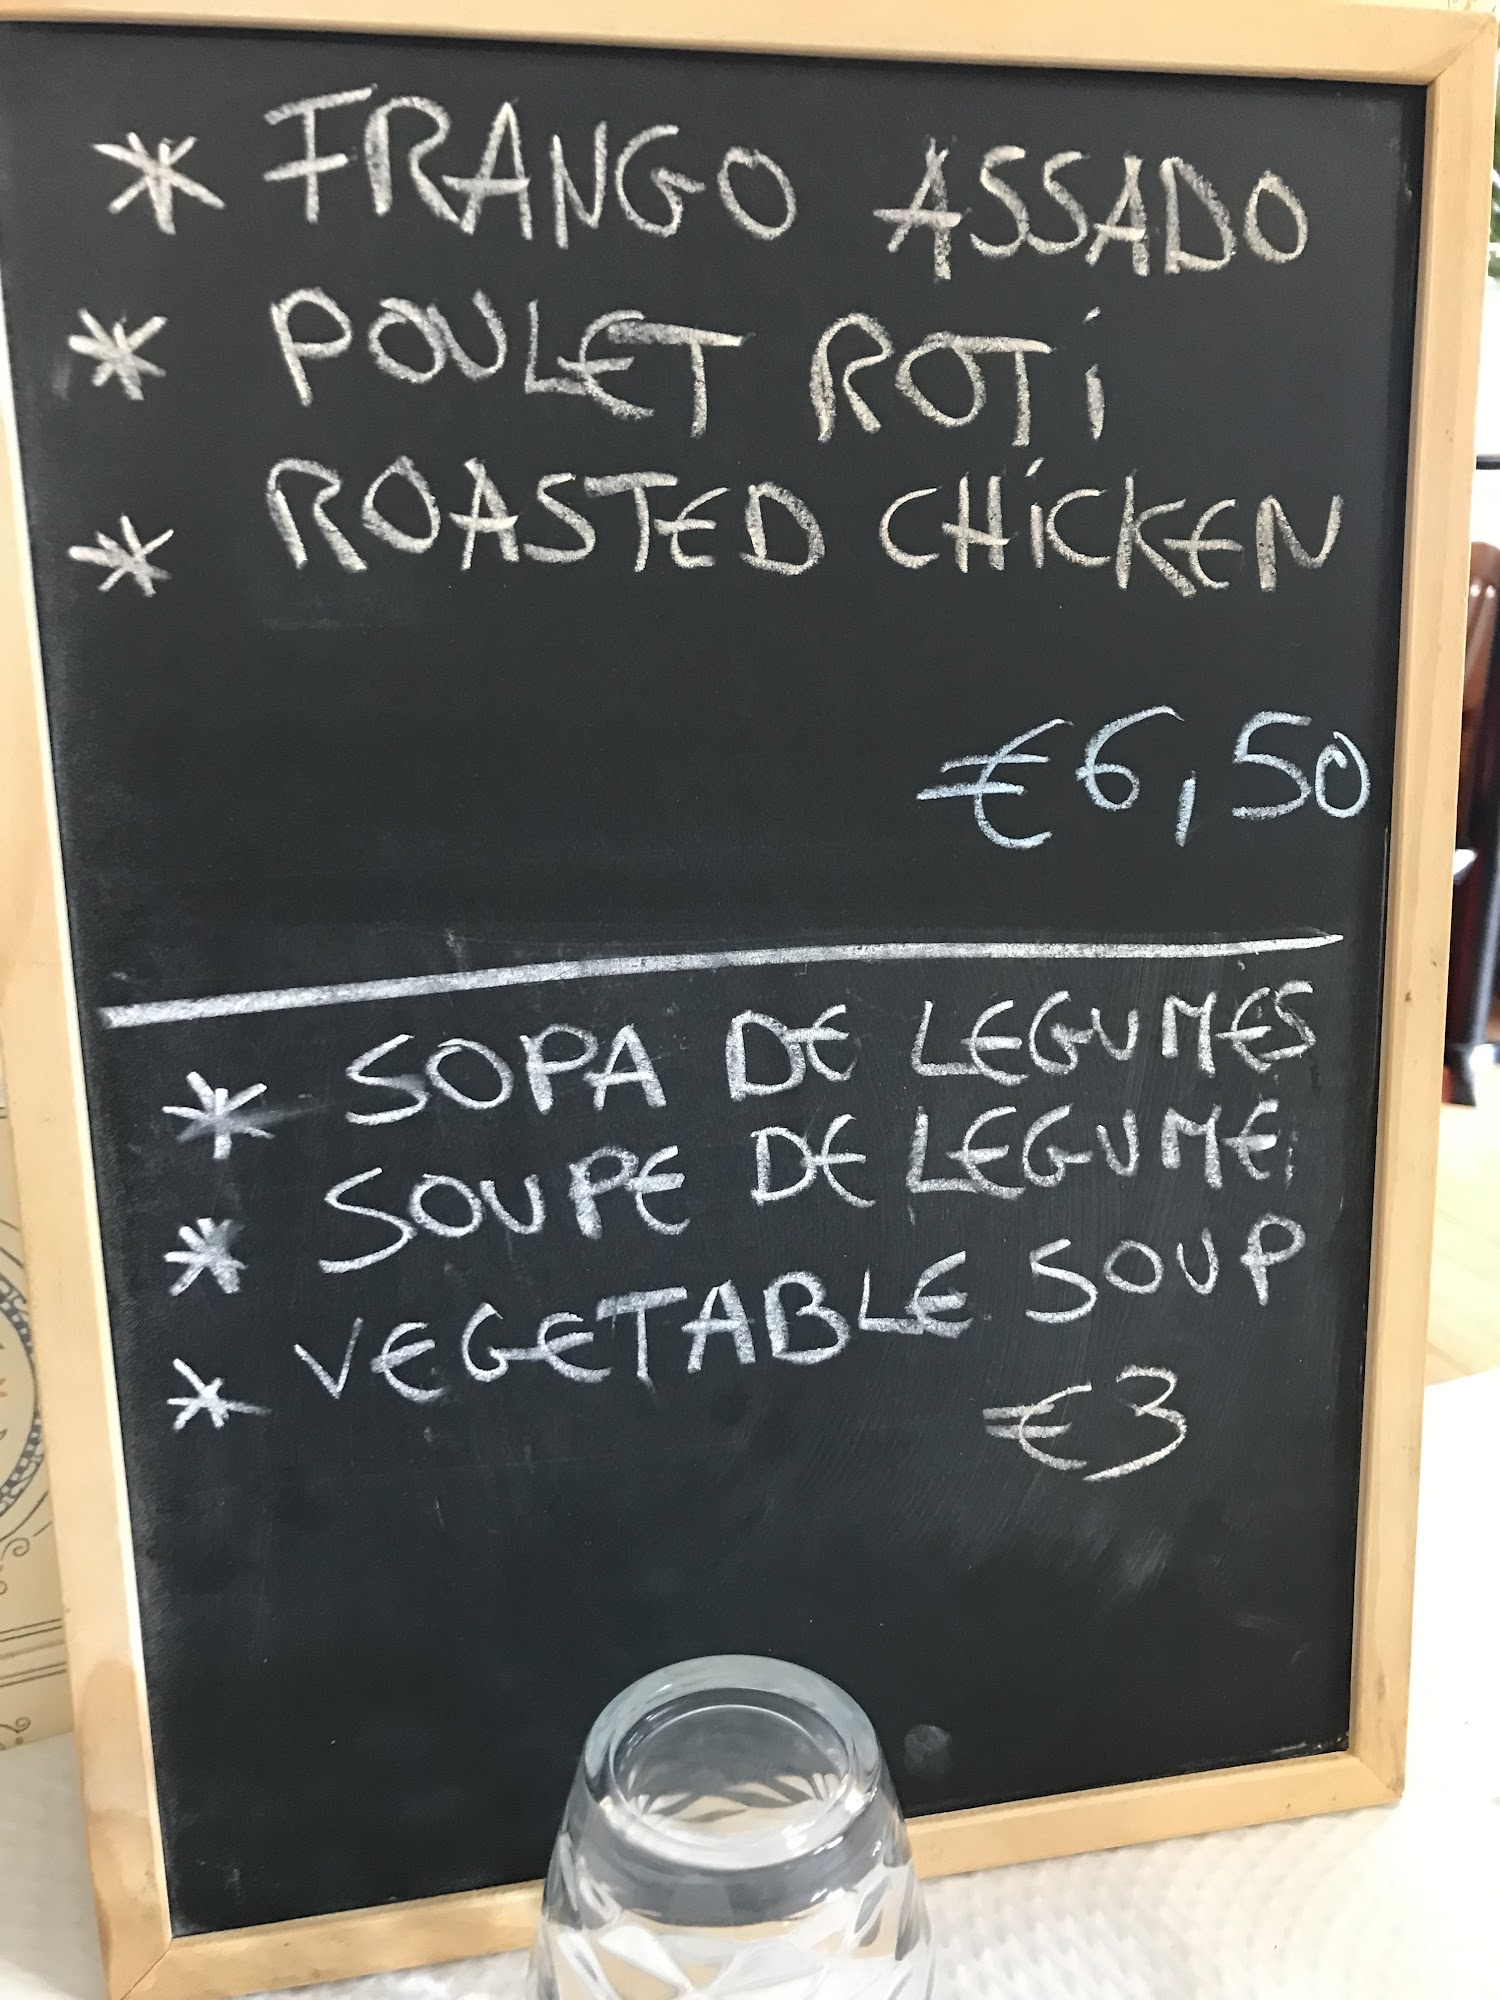 * FRANGO ASSADO
* POULET ROTi
* ROASTED CHiCKEN
€6,50
* SOPA DE LEGUMES
* SOUPE DE LEGUME
* VEGETABLE SOUP
€3